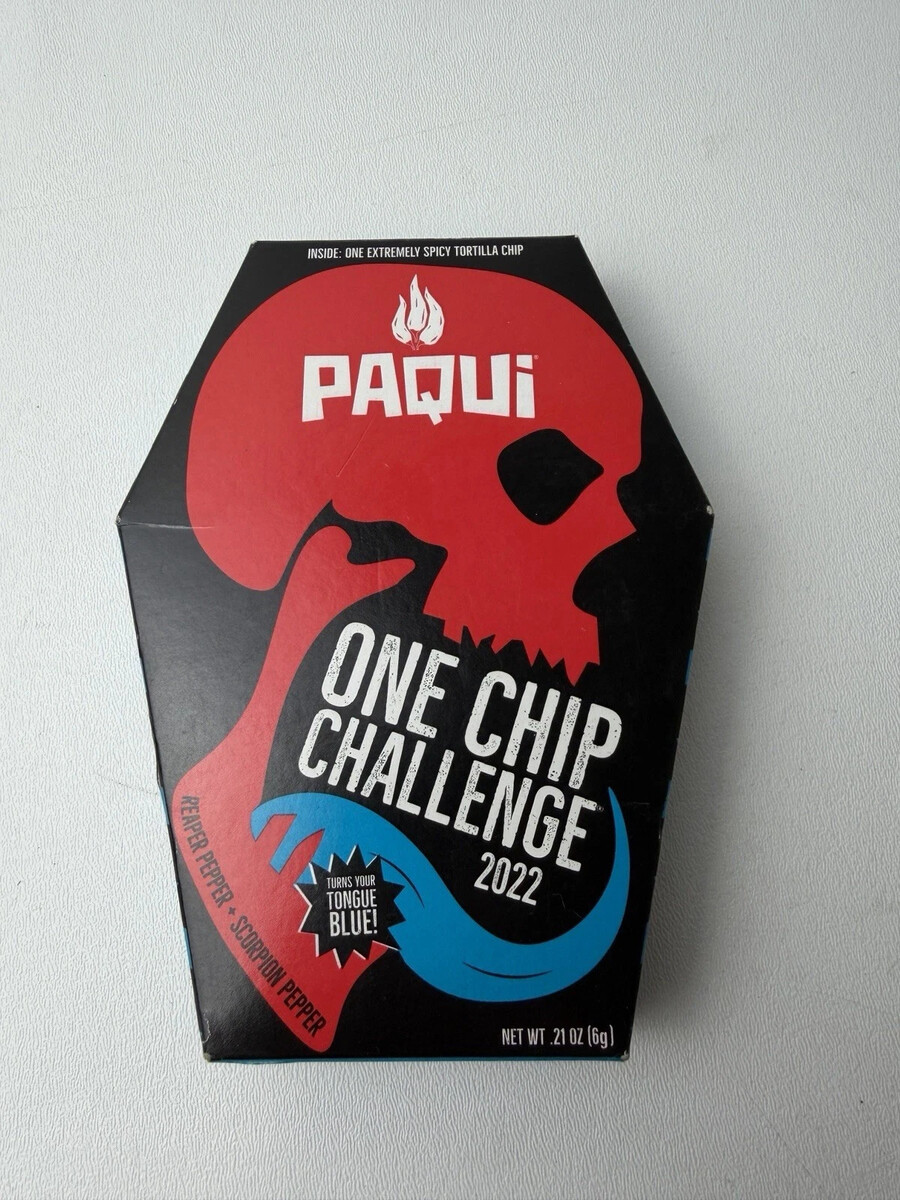 INSIDE: ONE EXTREMELY SPICY TORTILLA CHIP
PAQUi
ONE CHIP
CHALLENGE
2022
TURNS YOUR
TONGUE
BLUE!
REAPER PEPPER + SCORPION PEPPER
NET WT .21 OZ (6g)